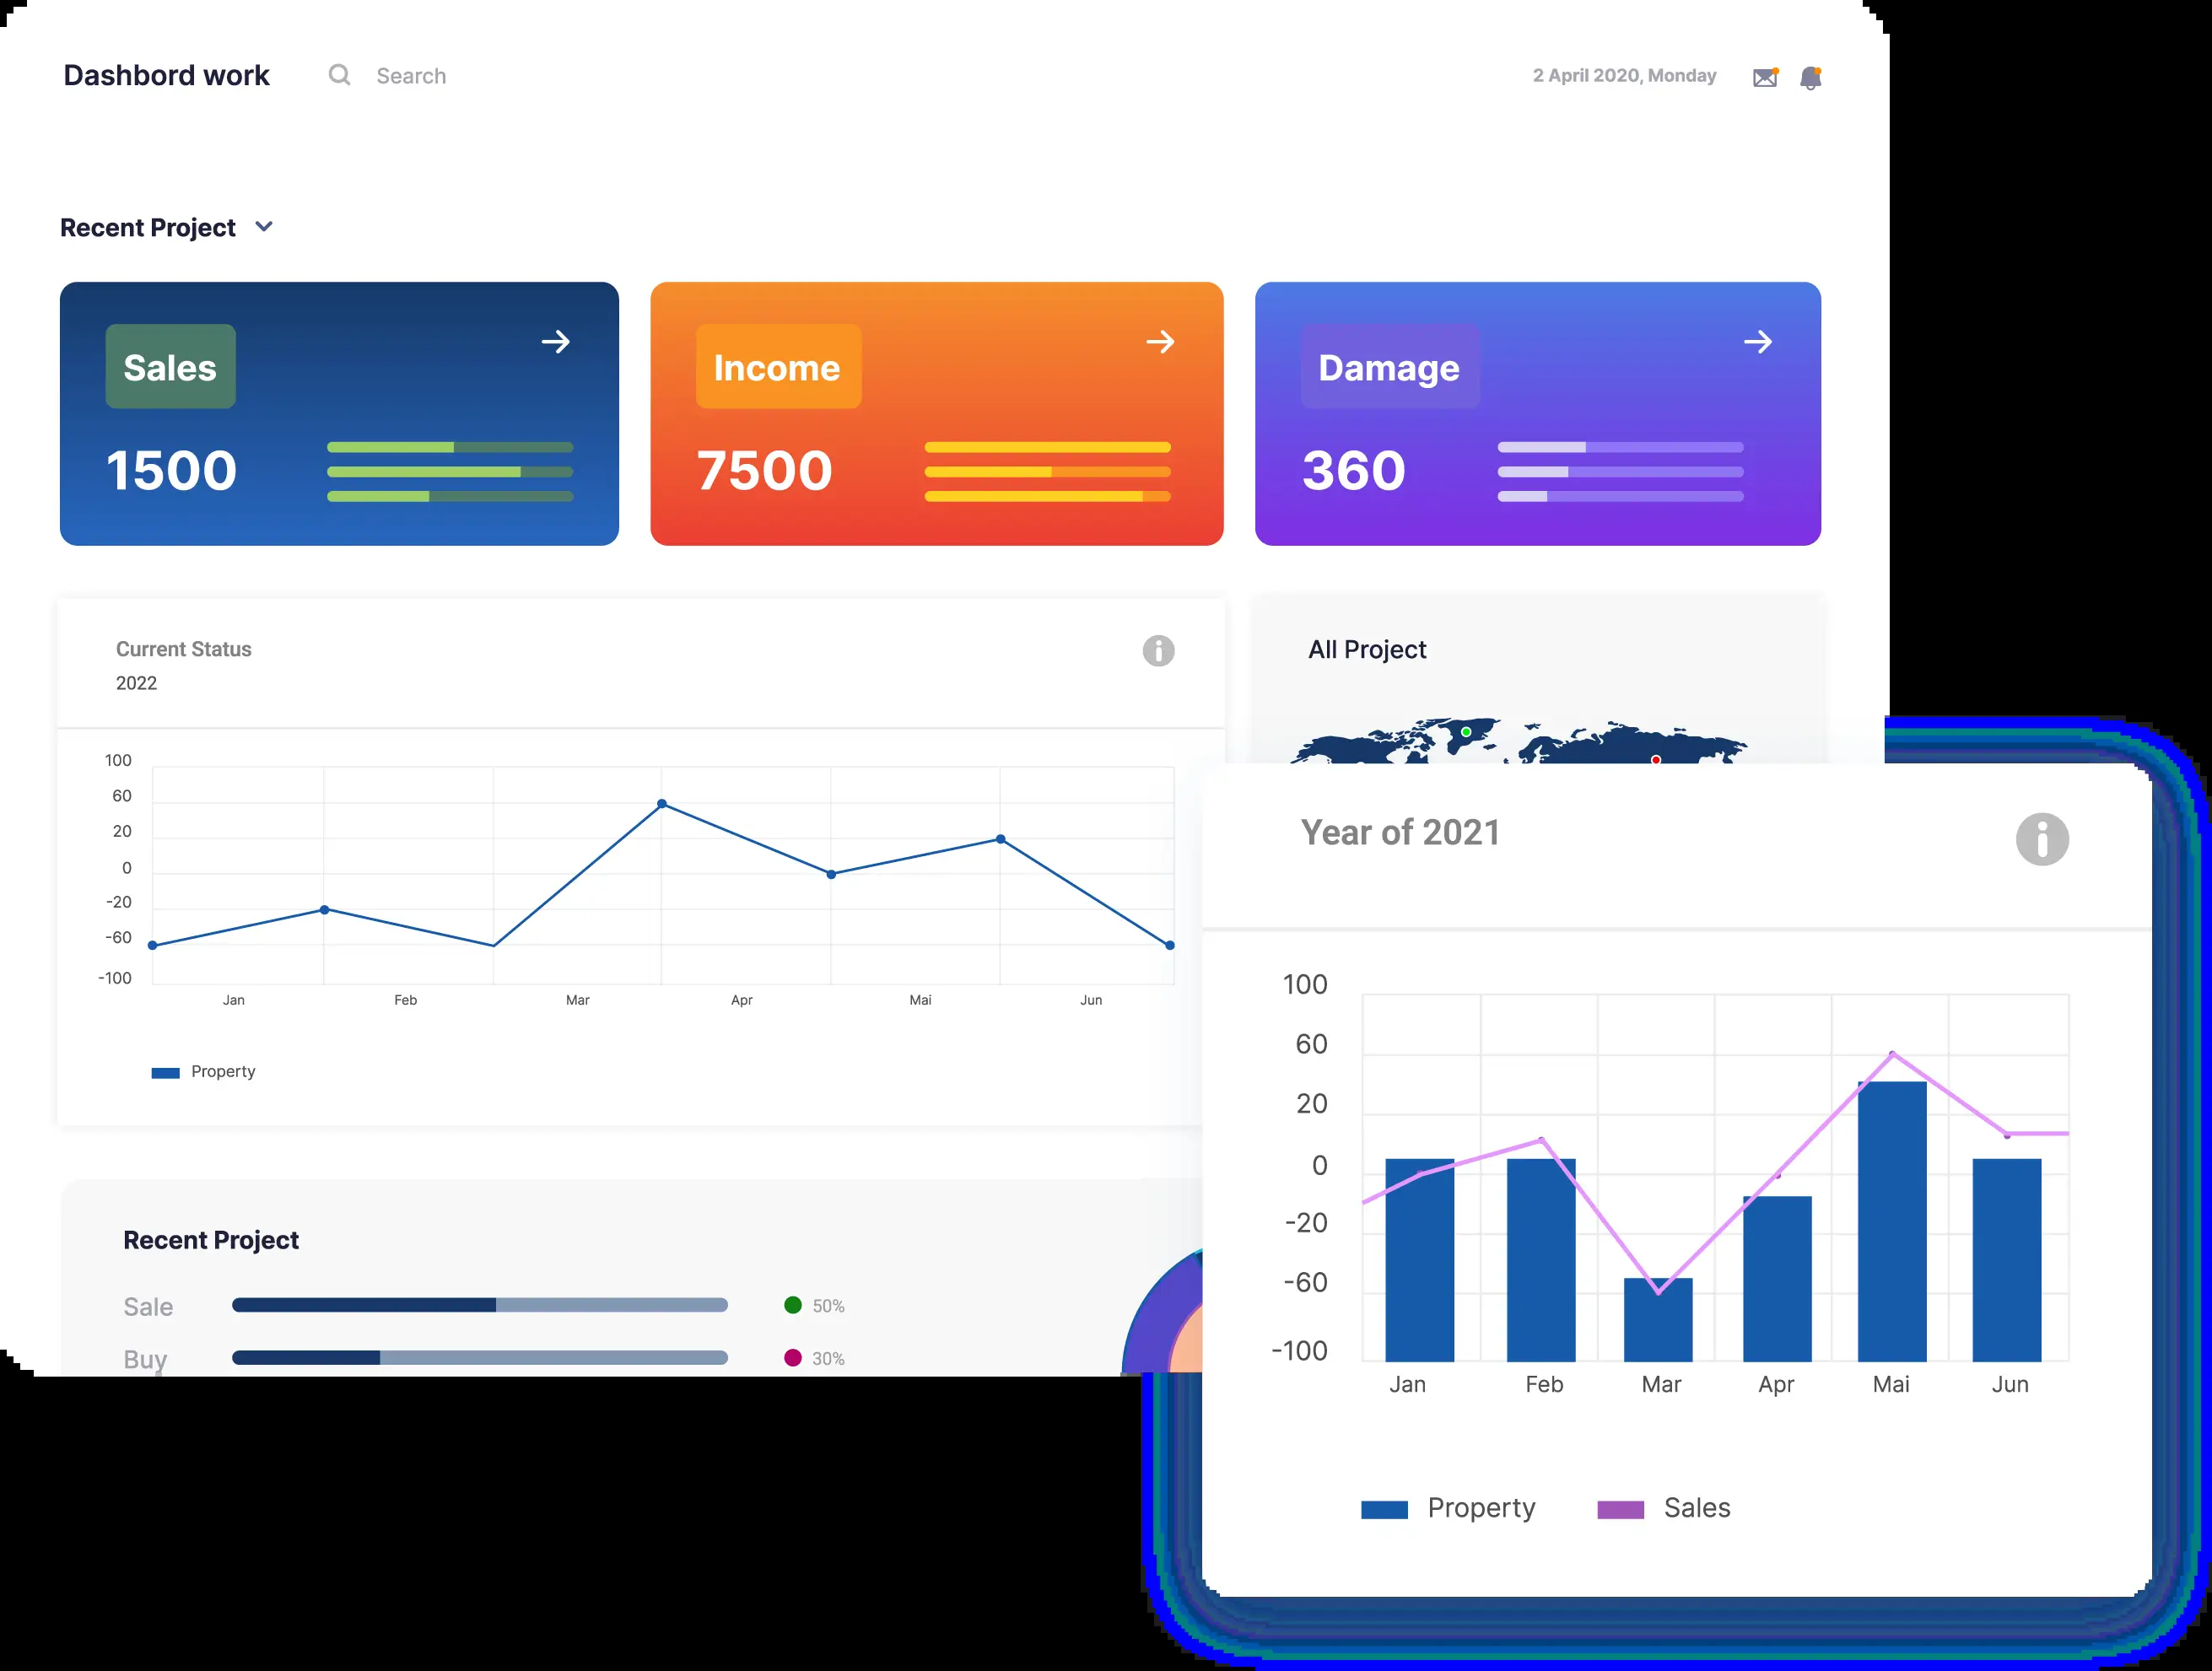 Dashbord work
Search
2 April 2020, Monday
Recent Project
Sales
1500
Income
7500
Damage
360
Current Status
2022
100
60
20
0
-20
-60
-100
Jan Feb Mar Apr Mai Jun
Property
All Project
Recent Project
Sale 50%
Buy 30%
Year of 2021
100
60
20
0
-20
-60
-100
Jan Feb Mar Apr Mai Jun
Property Sales